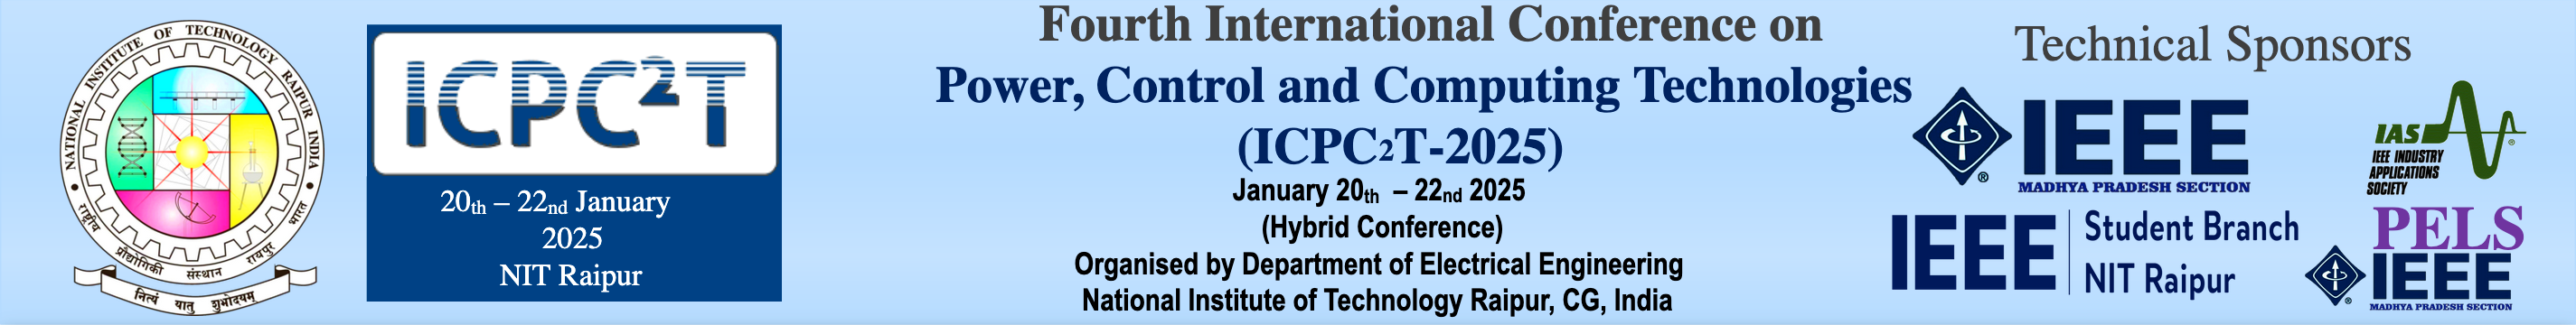 NATIONAL INSTITUTE OF TECHNOLOGY RAIPUR INDIA
राष्ट्रीय प्रौद्योगिकी संस्थान रायपुर भारत
नित्यं यातु शुभोदयम्
ICPC²T
20th – 22nd January
2025
NIT Raipur
Fourth International Conference on
Power, Control and Computing Technologies
(ICPC2T-2025)
January 20th – 22nd 2025
(Hybrid Conference)
Organised by Department of Electrical Engineering
National Institute of Technology Raipur, CG, India
Technical Sponsors
IEEE
®
MADHYA PRADESH SECTION
IAS
®
IEEE INDUSTRY
APPLICATIONS
SOCIETY
IEEE
Student Branch
NIT Raipur
PELS
IEEE
®
MADHYA PRADESH SECTION